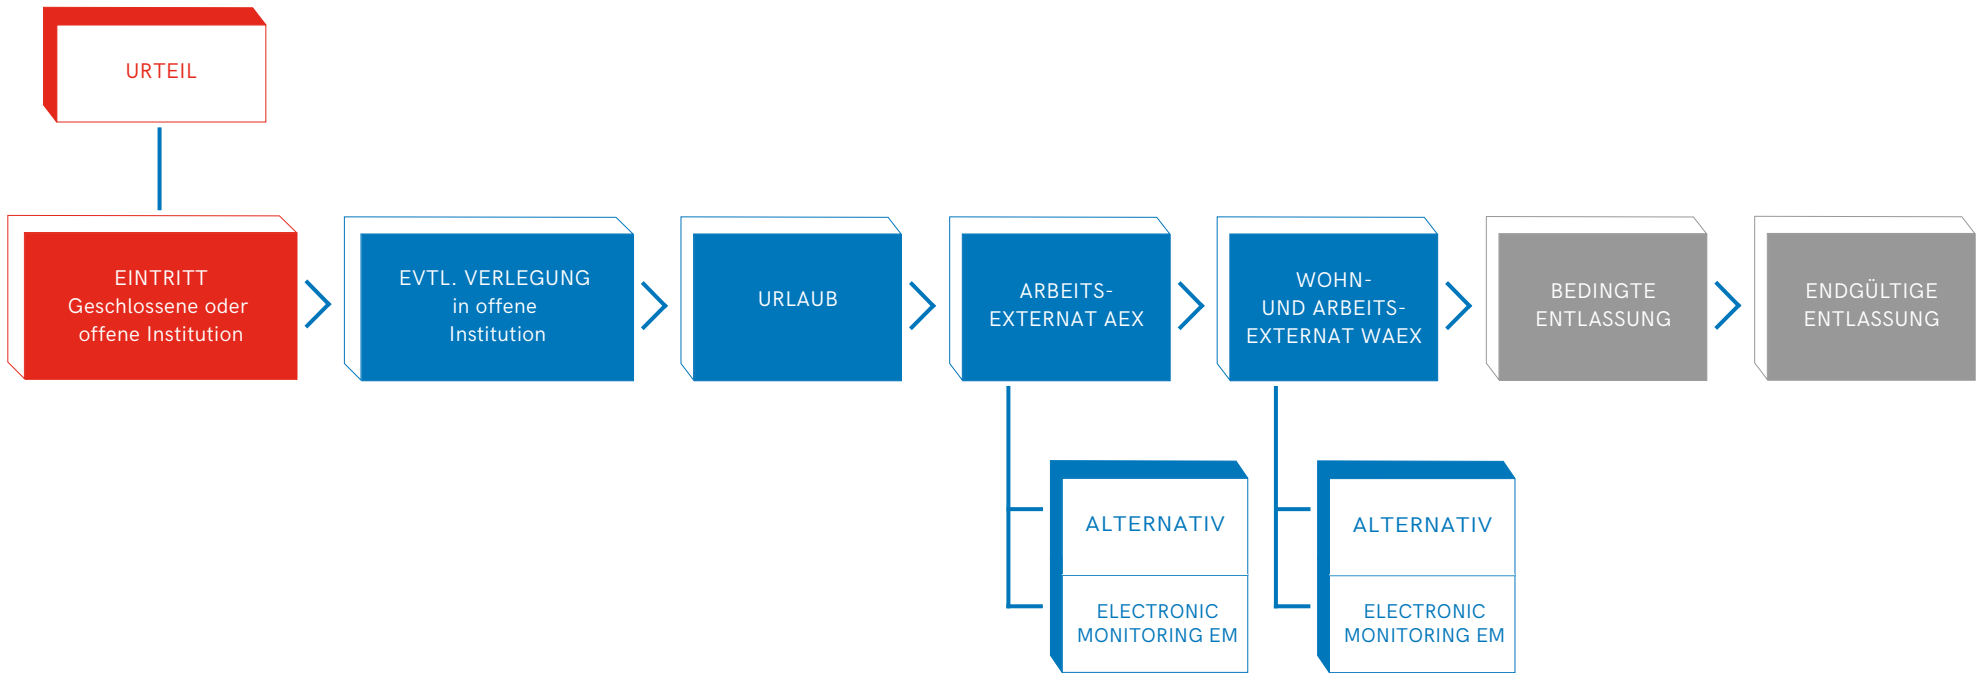 URTEIL
EINTRITT
Geschlossene oder
offene Institution
EVTL. VERLEGUNG
in offene
Institution
URLAUB
ARBEITS-
EXTERNAT AEX
WOHN-
UND ARBEITS-
EXTERNAT WAEX
BEDINGTE
ENTLASSUNG
ENDGÜLTIGE
ENTLASSUNG
ALTERNATIV
ELECTRONIC
MONITORING EM
ALTERNATIV
ELECTRONIC
MONITORING EM